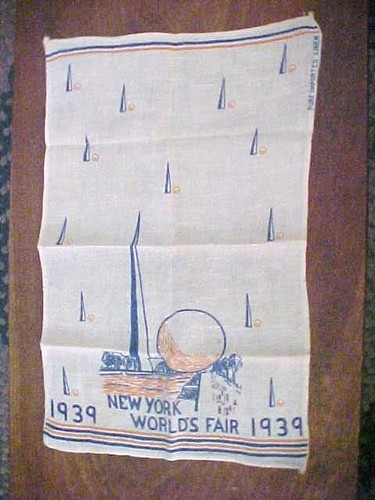 PURE IMPORTED LINEN
NEW YORK
WORLD'S FAIR
1939
1939